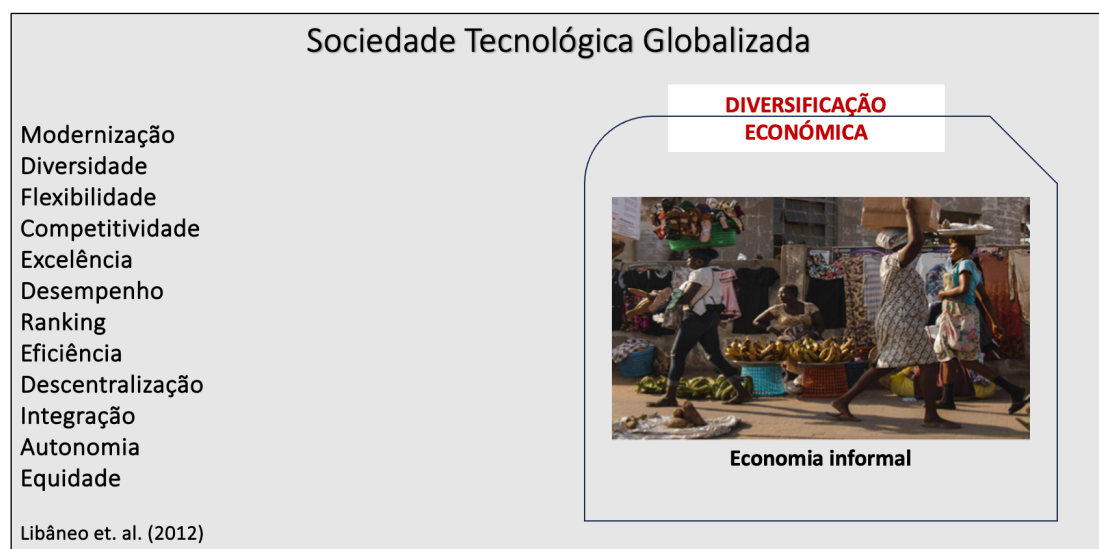 Sociedade Tecnológica Globalizada
Modernização
Diversidade
Flexibilidade
Competitividade
Excelência
Desempenho
Ranking
Eficiência
Descentralização
Integração
Autonomia
Equidade
Libâneo et. al. (2012)
DIVERSIFICAÇÃO
ECONÓMICA
Economia informal